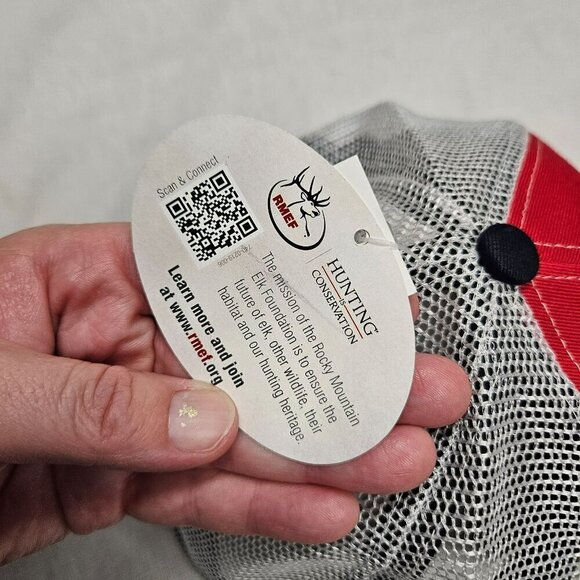 Scan & Connect
RMEF
HUNTING
IS
CONSERVATION
The mission of the Rocky Mountain
Elk Foundation is to ensure the
future of elk, other wildlife, their
habitat and our hunting heritage.
Learn more and join
at www.rmef.org